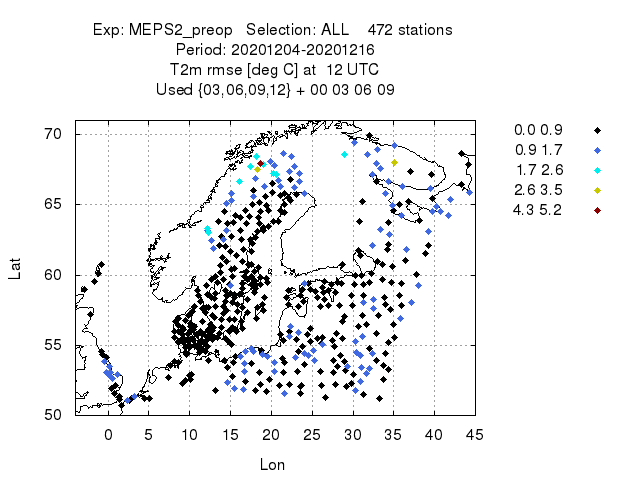 Exp: MEPS2_preop   Selection: ALL    472 stations
Period: 20201204-20201216
T2m rmse [deg C] at  12 UTC
Used {03,06,09,12} + 00 03 06 09
0.0 0.9
0.9 1.7
1.7 2.6
2.6 3.5
4.3 5.2
70
65
60
55
50
Lat
0 5 10 15 20 25 30 35 40 45
Lon